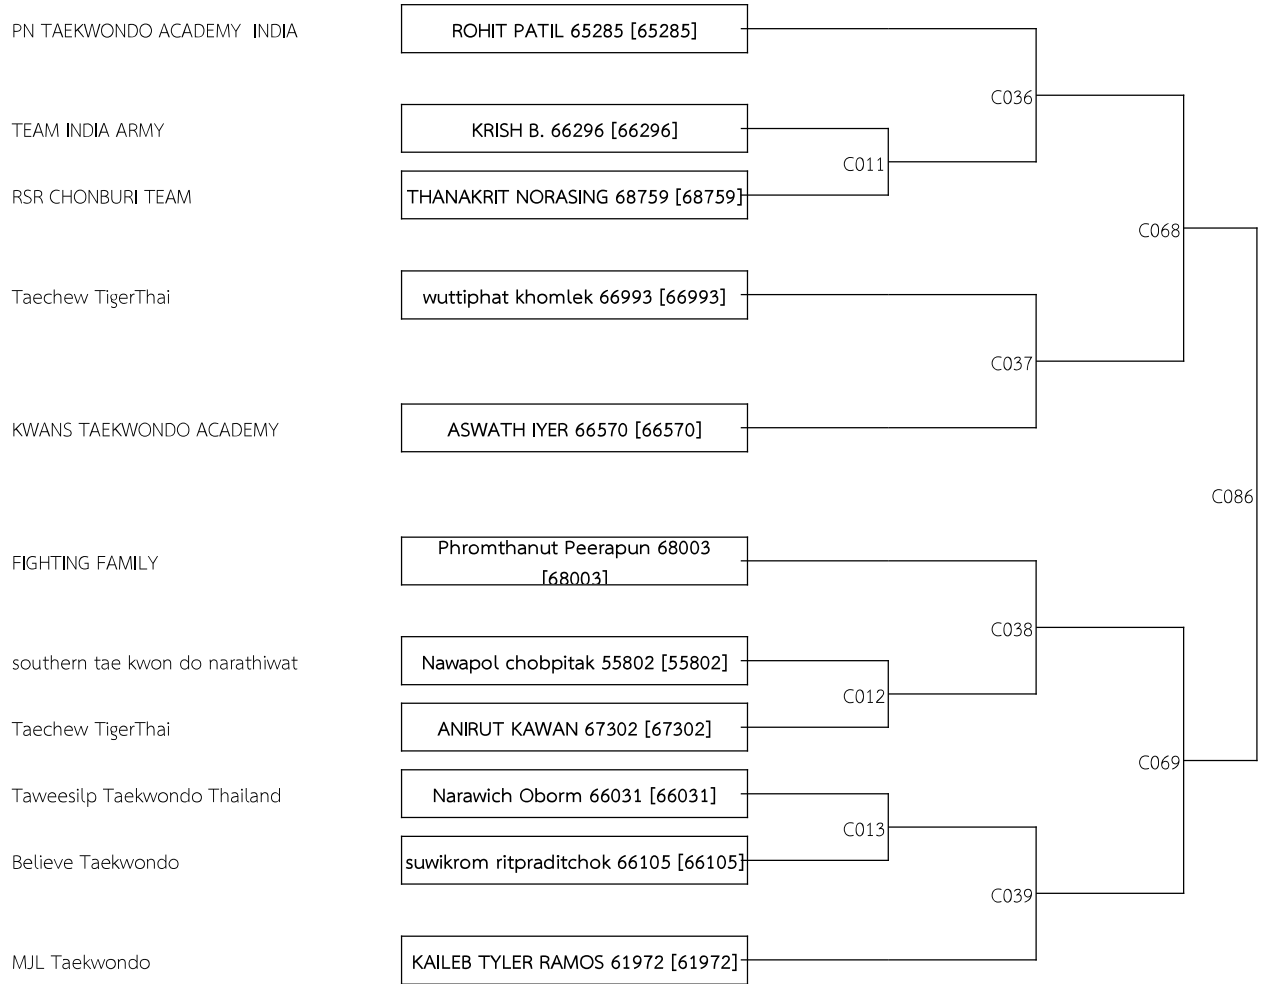 PN TAEKWONDO ACADEMY INDIA
ROHIT PATIL 65285 [65285]
C036
TEAM INDIA ARMY
KRISH B. 66296 [66296]
C011
RSR CHONBURI TEAM
THANAKRIT NORASING 68759 [68759]
C068
Taechew TigerThai
wuttiphat khomlek 66993 [66993]
C037
KWANS TAEKWONDO ACADEMY
ASWATH IYER 66570 [66570]
C086
FIGHTING FAMILY
Phromthanut Peerapun 68003
[68003]
C038
southern tae kwon do narathiwat
Nawapol chobpitak 55802 [55802]
C012
Taechew TigerThai
ANIRUT KAWAN 67302 [67302]
C069
Taweesilp Taekwondo Thailand
Narawich Oborm 66031 [66031]
C013
Believe Taekwondo
suwikrom ritpraditchok 66105 [66105]
C039
MJL Taekwondo
KAILEB TYLER RAMOS 61972 [61972]